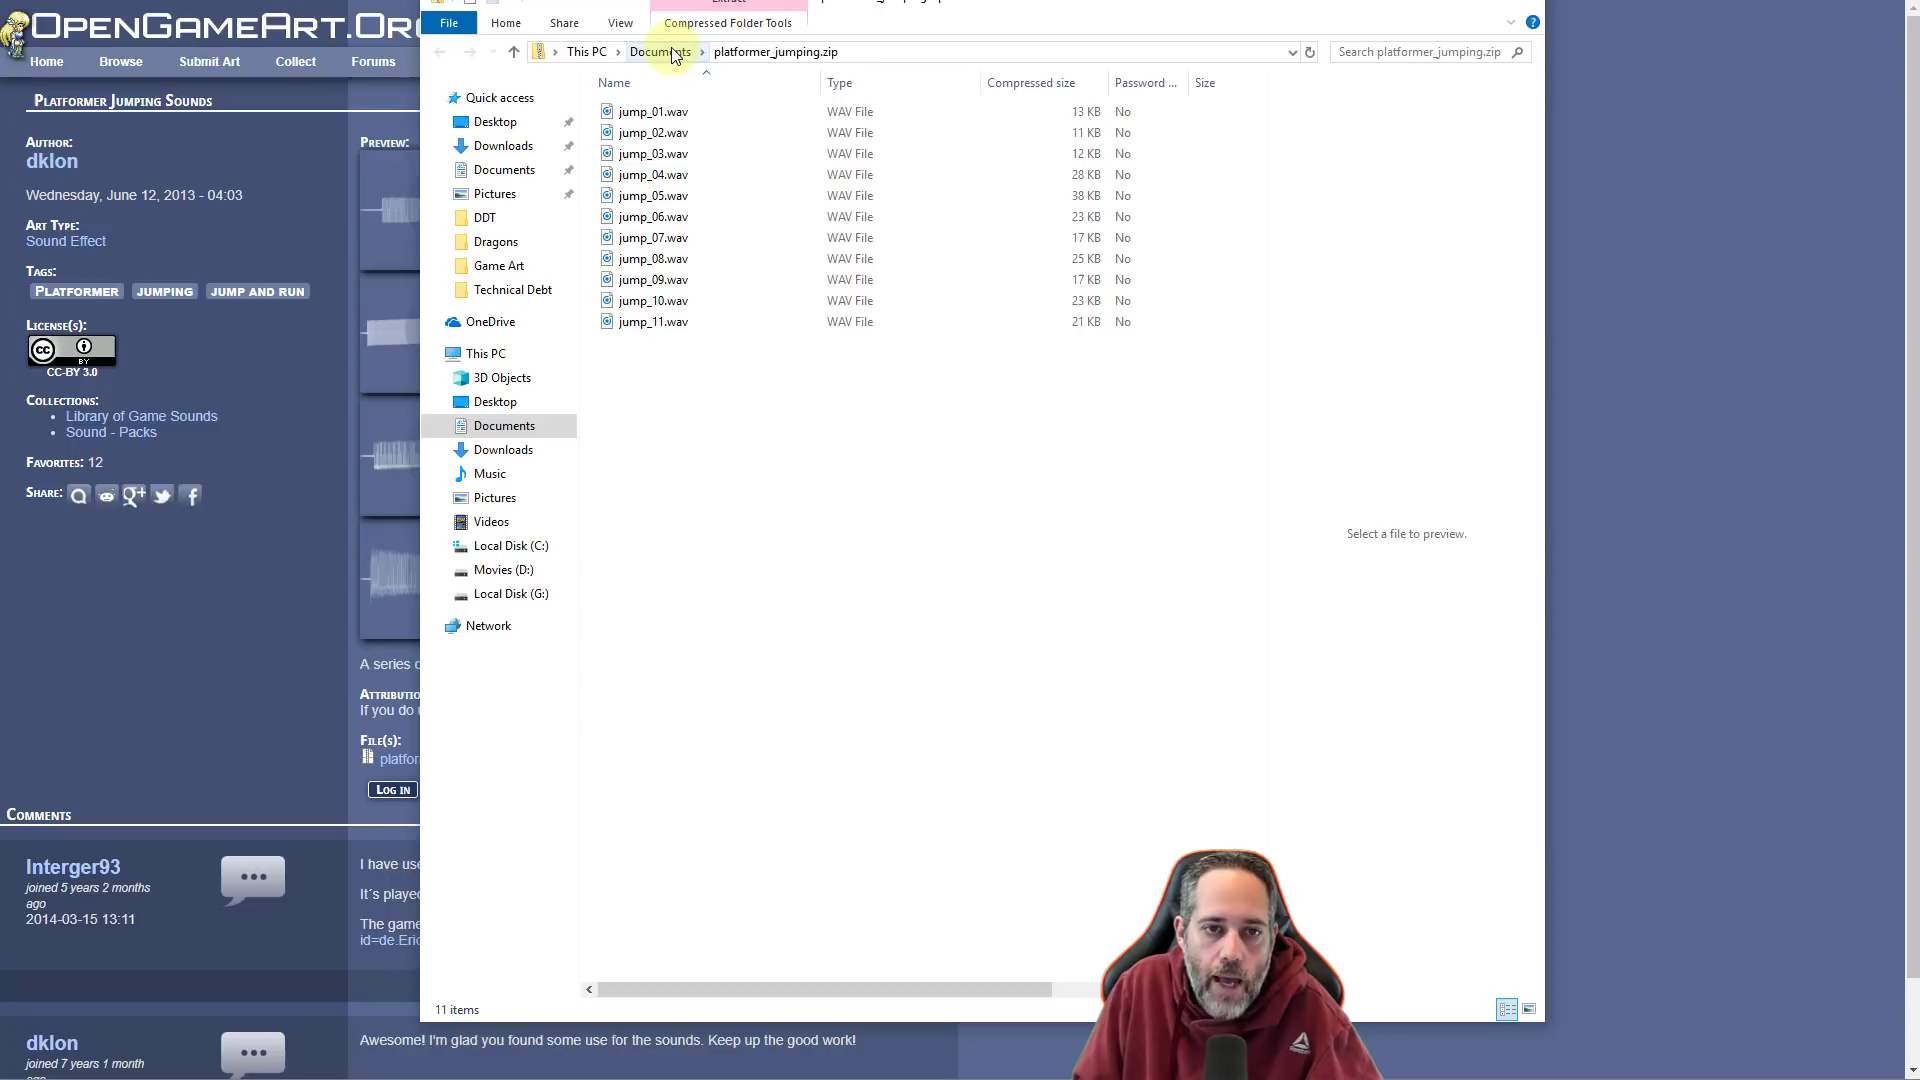 OpenGameArt.Or
Home Browse Submit Art Collect Forums
Platformer Jumping Sounds
Author:
dklon
Wednesday, June 12, 2013 - 04:03
Art Type:
Sound Effect
Tags:
Platformer jumping jump and run
License(s):
CC BY
CC-BY 3.0
Collections:
Library of Game Sounds
Sound - Packs
Favorites: 12
Share:
Preview:
A series
Attributio
If you do
File(s):
platfor
Log in
Comments
Interger93
joined 5 years 2 months
ago
2014-03-15 13:11
I have use
It´s playe
The game
id=de.Eric
dklon
joined 7 years 1 month
Awesome! I'm glad you found some use for the sounds. Keep up the good work!
File Home Share View Compressed Folder Tools
This PC Documents platformer_jumping.zip
Search platformer_jumping.zip
Quick access
Desktop
Downloads
Documents
Pictures
DDT
Dragons
Game Art
Technical Debt
OneDrive
This PC
3D Objects
Desktop
Documents
Downloads
Music
Pictures
Videos
Local Disk (C:)
Movies (D:)
Local Disk (G:)
Network
Name Type Compressed size Password ... Size
jump_01.wav WAV File 13 KB No
jump_02.wav WAV File 11 KB No
jump_03.wav WAV File 12 KB No
jump_04.wav WAV File 28 KB No
jump_05.wav WAV File 38 KB No
jump_06.wav WAV File 23 KB No
jump_07.wav WAV File 17 KB No
jump_08.wav WAV File 25 KB No
jump_09.wav WAV File 17 KB No
jump_10.wav WAV File 23 KB No
jump_11.wav WAV File 21 KB No
Select a file to preview.
11 items